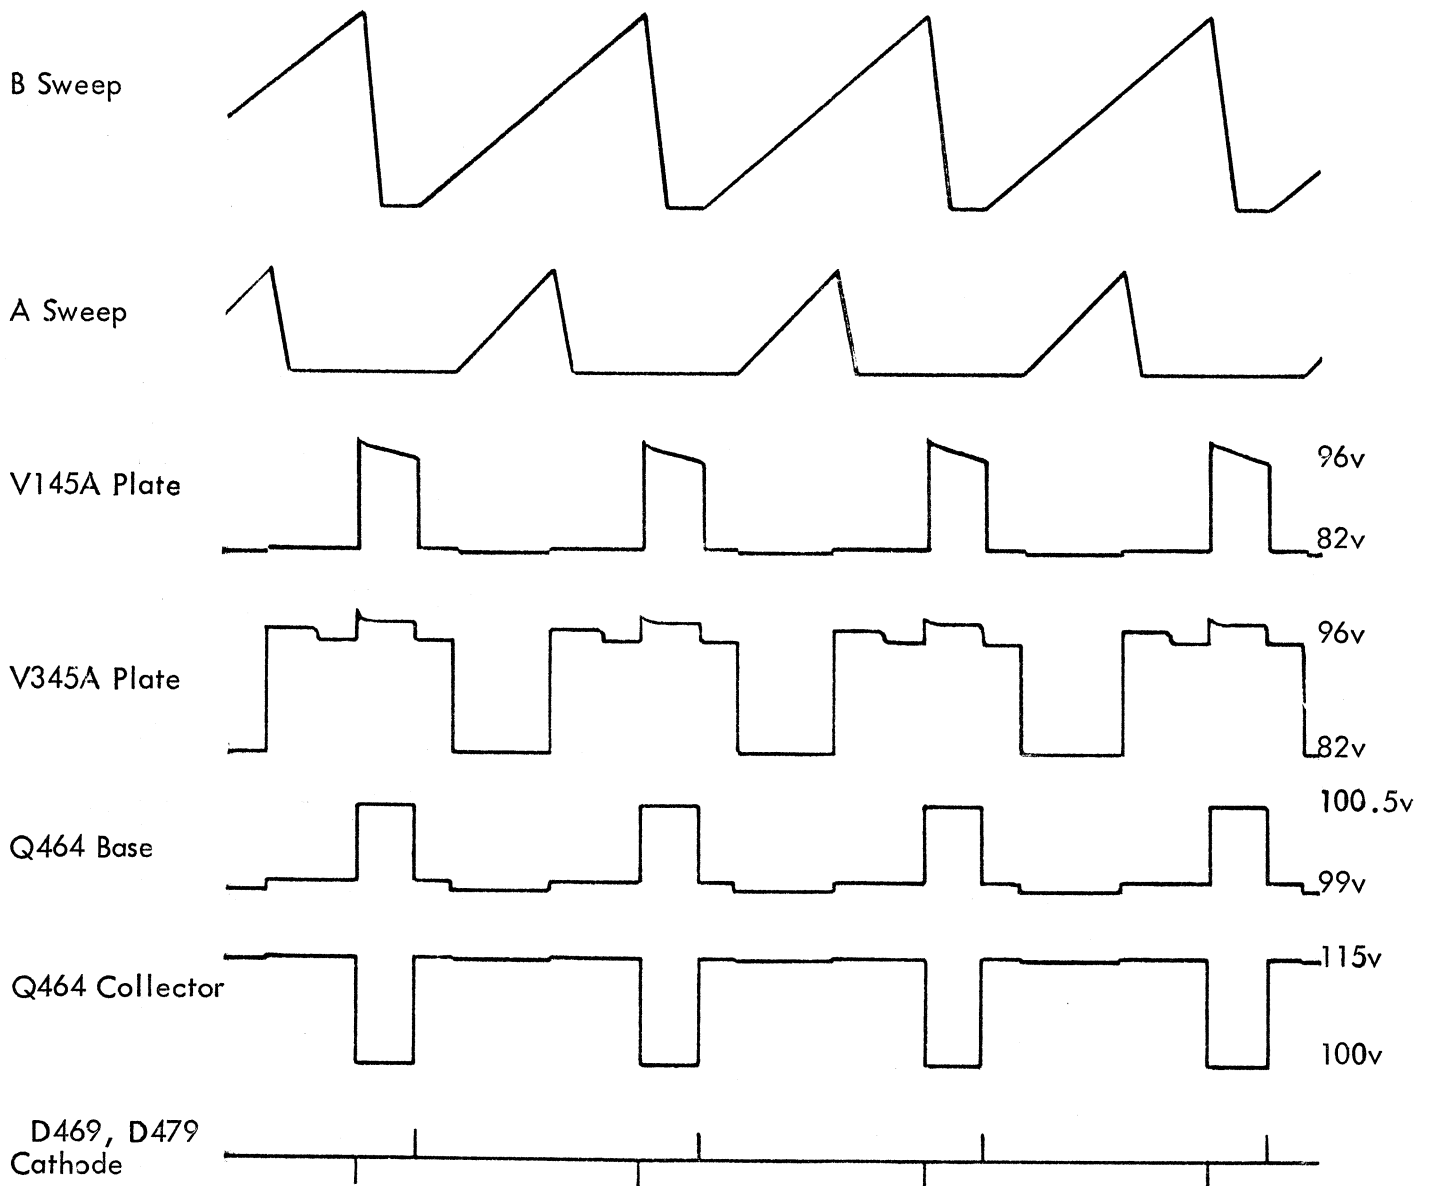 B Sweep
A Sweep
V145A Plate
96v
82v
V345A Plate
96v
82v
Q464 Base
100.5v
99v
Q464 Collector
115v
100v
D469, D479
Cathode